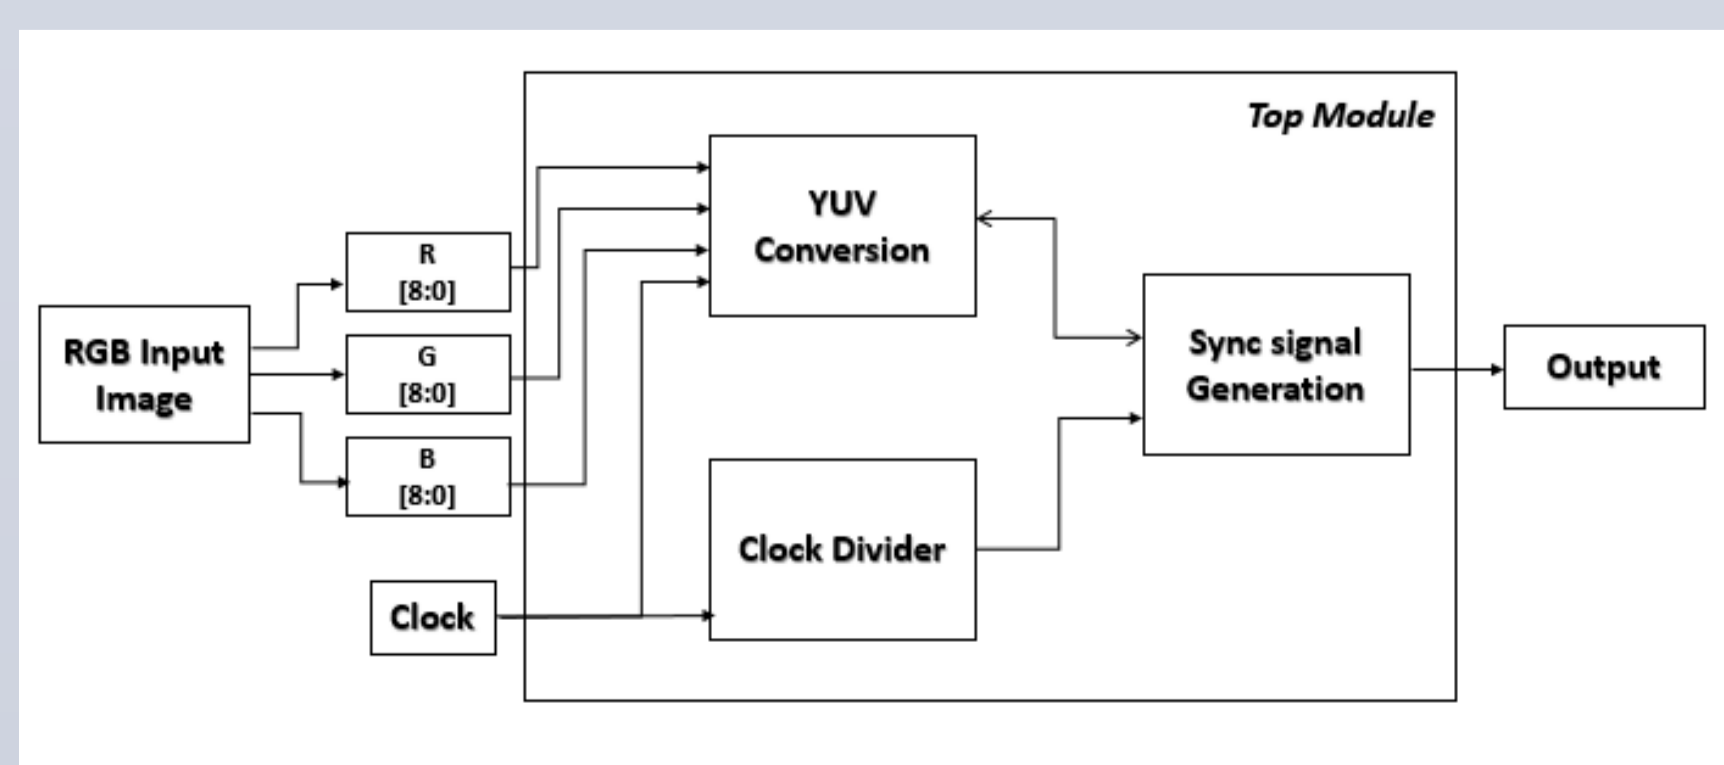 Top Module
YUV
Conversion
R
[8:0]
G
[8:0]
B
[8:0]
RGB Input
Image
Sync signal
Generation
Output
Clock Divider
Clock